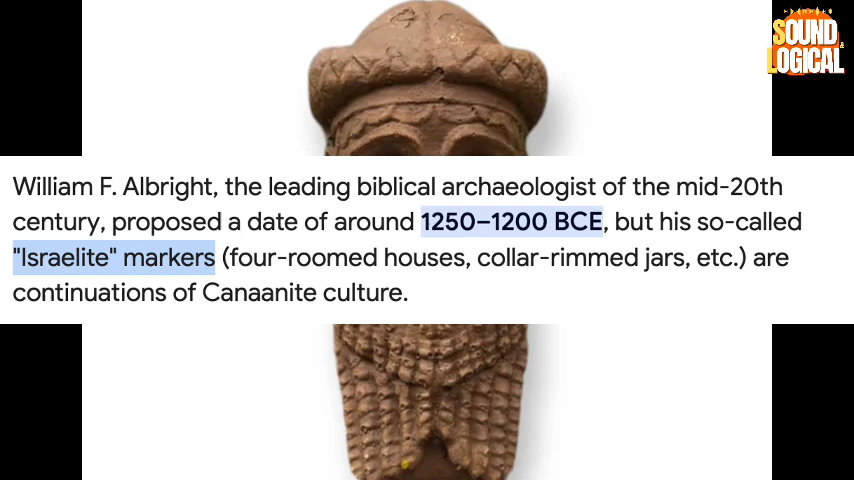 SOUND
& LOGICAL
William F. Albright, the leading biblical archaeologist of the mid-20th
century, proposed a date of around 1250–1200 BCE, but his so-called
"Israelite" markers (four-roomed houses, collar-rimmed jars, etc.) are
continuations of Canaanite culture.